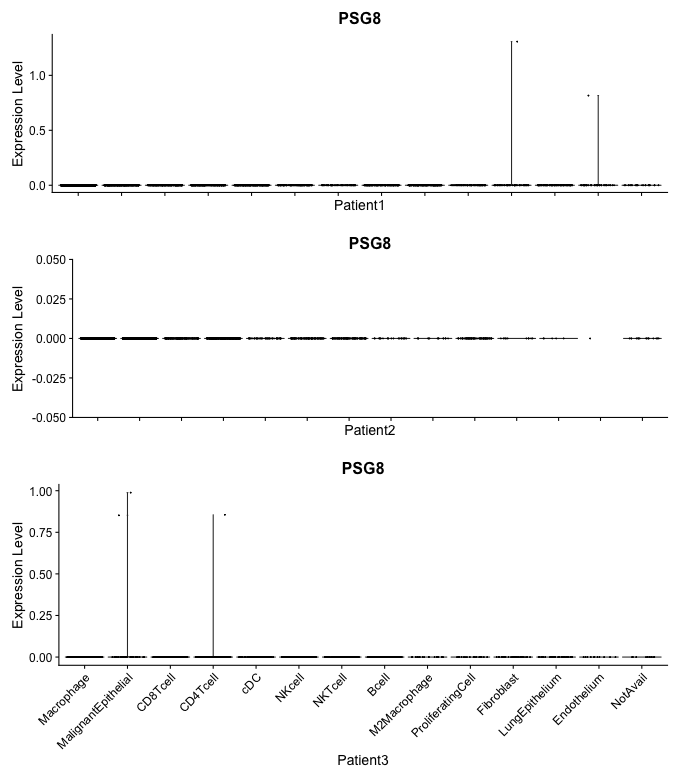 PSG8
Expression Level
1.0
0.5
0.0
Patient1
PSG8
Expression Level
0.050
0.025
0.000
-0.025
-0.050
Patient2
PSG8
Expression Level
1.00
0.75
0.50
0.25
0.00
Macrophage
MalignantEpithelial
CD8Tcell
CD4Tcell
cDC
NKcell
NKTcell
Bcell
M2Macrophage
ProliferatingCell
Fibroblast
LungEpithelium
Endothelium
NotAvail
Patient3